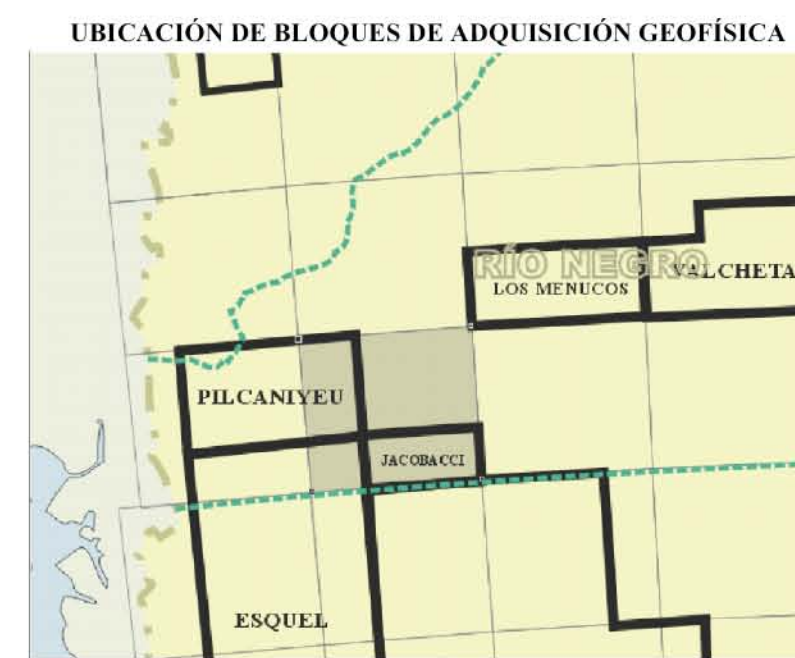 UBICACIÓN DE BLOQUES DE ADQUISICIÓN GEOFÍSICA
RÍO NEGRO
VALCHETA
LOS MENUCOS
PILCANIYEU
JACOBACCI
ESQUEL